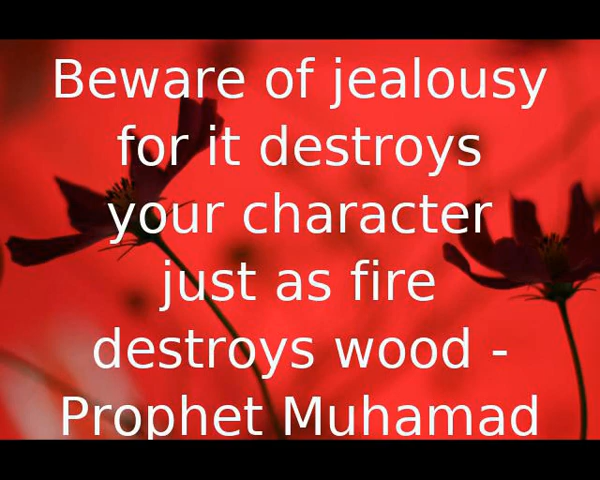 Beware of jealousy
for it destroys
your character
just as fire
destroys wood -
Prophet Muhamad